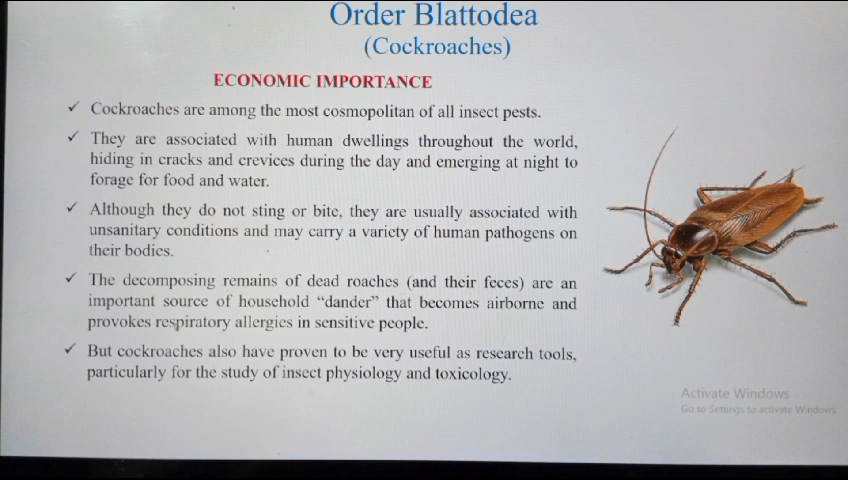 Order Blattodea
(Cockroaches)
ECONOMIC IMPORTANCE
✓ Cockroaches are among the most cosmopolitan of all insect pests.
✓ They are associated with human dwellings throughout the world,
hiding in cracks and crevices during the day and emerging at night to
forage for food and water.
✓ Although they do not sting or bite, they are usually associated with
unsanitary conditions and may carry a variety of human pathogens on
their bodies.
✓ The decomposing remains of dead roaches (and their feces) are an
important source of household “dander” that becomes airborne and
provokes respiratory allergies in sensitive people.
✓ But cockroaches also have proven to be very useful as research tools,
particularly for the study of insect physiology and toxicology.
Activate Windows
Go to Settings to activate Windows